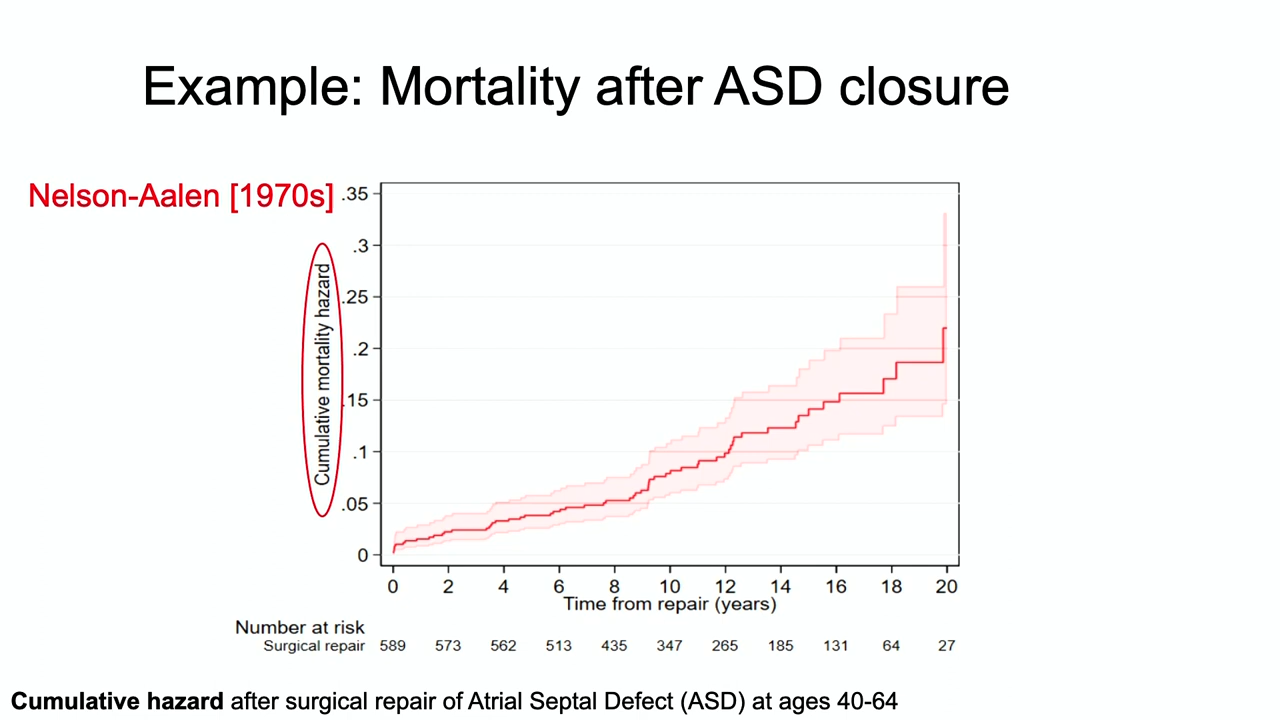 Example: Mortality after ASD closure
Nelson-Aalen [1970s]
Cumulative mortality hazard
.35
.3
.25
.2
.15
.1
.05
0
0 2 4 6 8 10 12 14 16 18 20
Time from repair (years)
Number at risk
Surgical repair 589 573 562 513 435 347 265 185 131 64 27
Cumulative hazard after surgical repair of Atrial Septal Defect (ASD) at ages 40-64